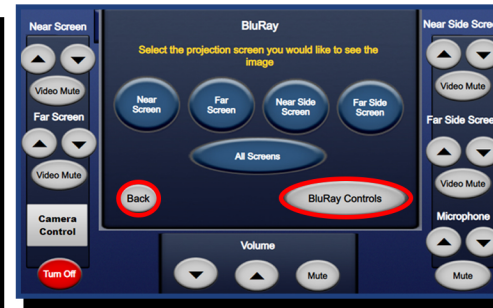 Near Screen
Video Mute
Far Screen
Video Mute
Camera
Control
Turn Off
BluRay
Select the projection screen you would like to see the
image
Near
Screen
Far
Screen
Near Side
Screen
Far Side
Screen
All Screens
Back
BluRay Controls
Volume
Mute
Near Side Scree
Video Mute
Far Side Scree
Video Mute
Microphone
Mute